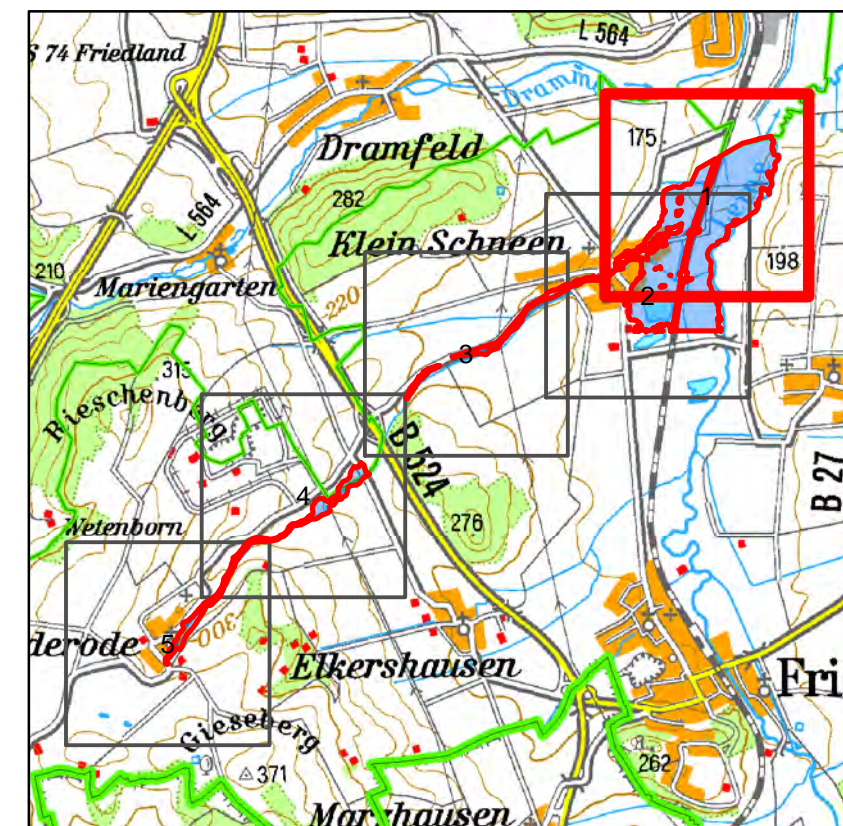 L 564
S 74 Friedland
Dramme
175
Dramfeld
282
1
L 564
Klein Schneen
198
210
Mariengarten
220
2
3
315
Rieschenberg
B 524
B 27
4
276
Wetenborn
300
derode
5
Elkershausen
Fri
Gieseberg
371
262
Marzhausen